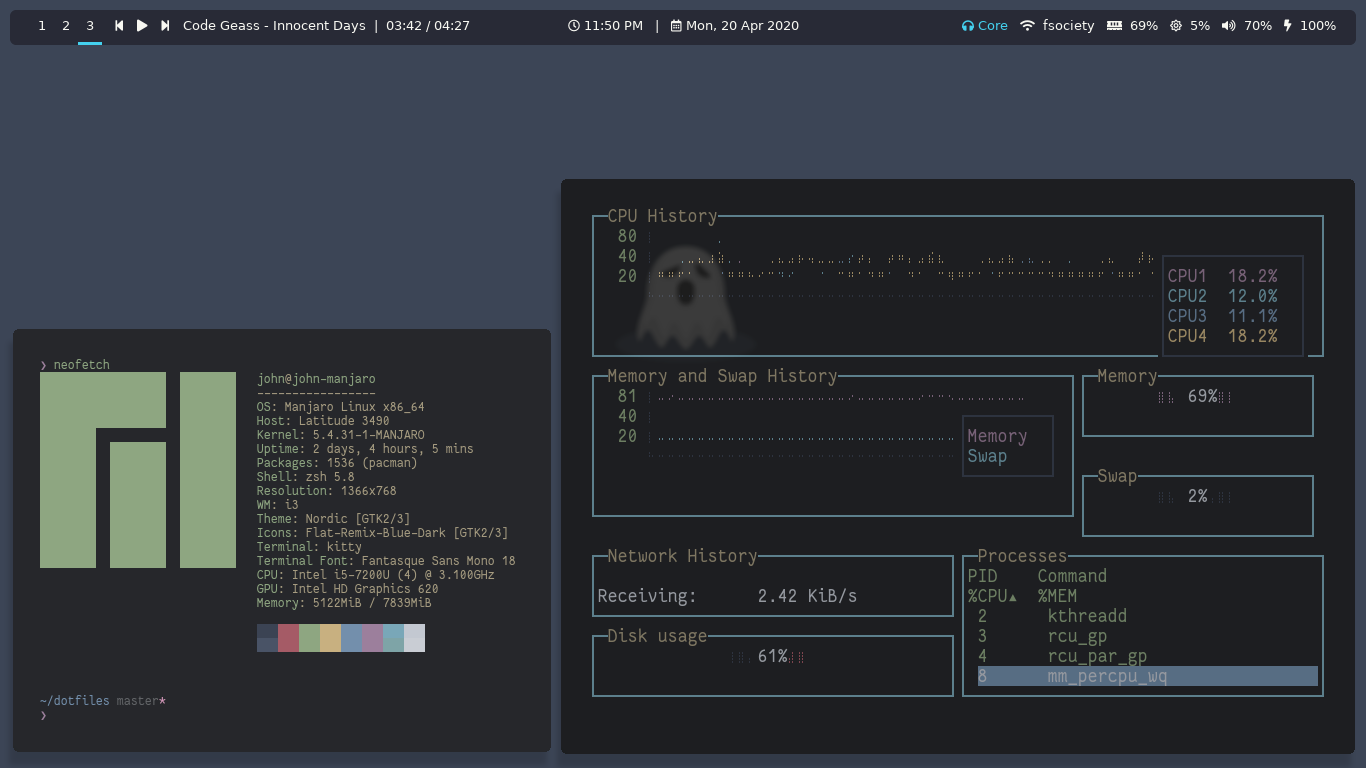 1 2 3 Code Geass - Innocent Days | 03:42 / 04:27 11:50 PM | Mon, 20 Apr 2020 Core fsociety 69% 5% 70% 100%
❯ neofetch
john@john-manjaro
-----------------
OS: Manjaro Linux x86_64
Host: Latitude 3490
Kernel: 5.4.31-1-MANJARO
Uptime: 2 days, 4 hours, 5 mins
Packages: 1536 (pacman)
Shell: zsh 5.8
Resolution: 1366x768
WM: i3
Theme: Nordic [GTK2/3]
Icons: Flat-Remix-Blue-Dark [GTK2/3]
Terminal: kitty
Terminal Font: Fantasque Sans Mono 18
CPU: Intel i5-7200U (4) @ 3.100GHz
GPU: Intel HD Graphics 620
Memory: 5122MiB / 7839MiB
~/dotfiles master*
❯
CPU History
80
40
20
CPU1 18.2%
CPU2 12.0%
CPU3 11.1%
CPU4 18.2%
Memory and Swap History
81
40
20
Memory
Swap
Memory
69%
Swap
2%
Network History
Receiving: 2.42 KiB/s
Disk usage
61%
Processes
PID Command
%CPU▲ %MEM
2 kthreadd
3 rcu_gp
4 rcu_par_gp
8 mm_percpu_wq